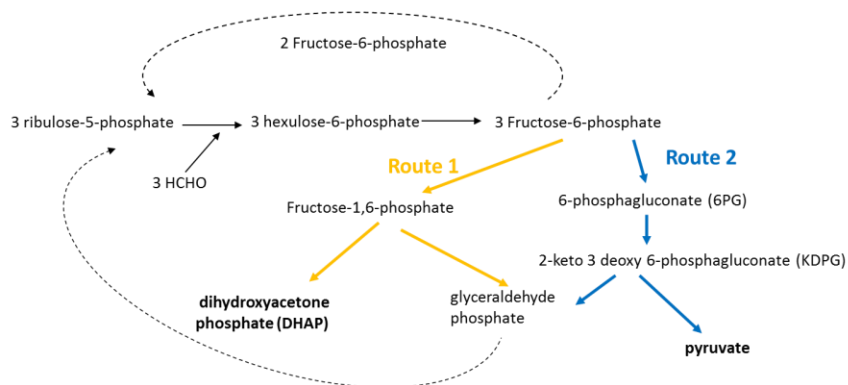 2 Fructose-6-phosphate
3 ribulose-5-phosphate
3 hexulose-6-phosphate
3 Fructose-6-phosphate
3 HCHO
Route 1
Route 2
Fructose-1,6-phosphate
6-phosphagluconate (6PG)
2-keto 3 deoxy 6-phosphagluconate (KDPG)
dihydroxyacetone
phosphate (DHAP)
glyceraldehyde
phosphate
pyruvate